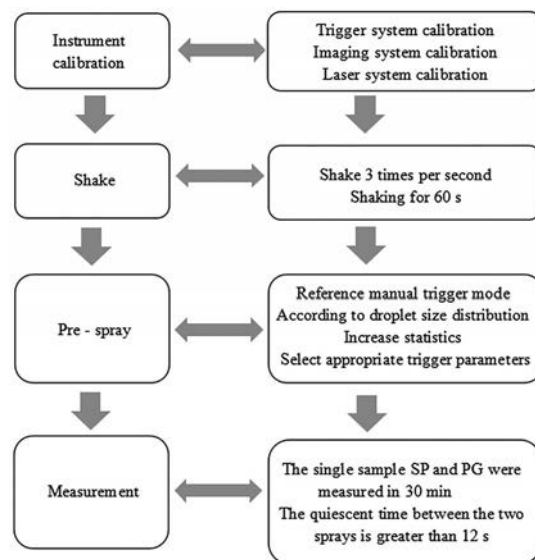 Instrument
calibration
Trigger system calibration
Imaging system calibration
Laser system calibration
Shake
Shake 3 times per second
Shaking for 60 s
Pre - spray
Reference manual trigger mode
According to droplet size distribution
Increase statistics
Select appropriate trigger parameters
Measurement
The single sample SP and PG were
measured in 30 min
The quiescent time between the two
sprays is greater than 12 s